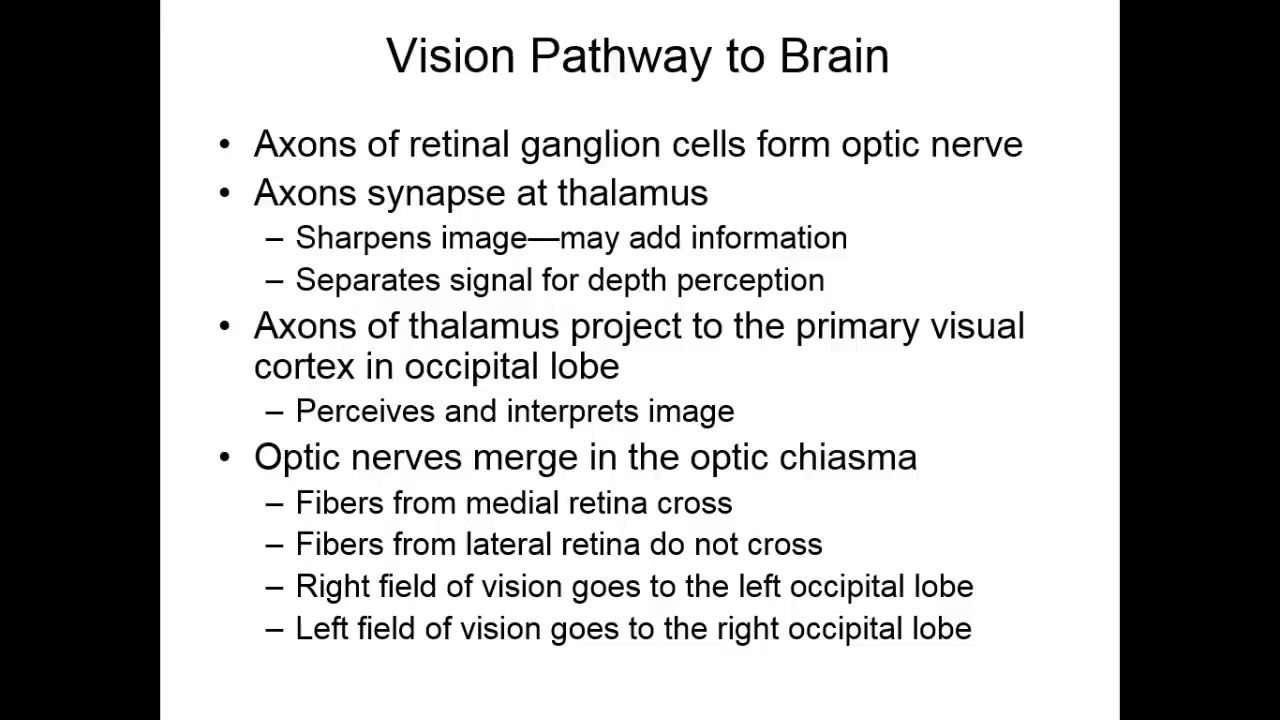 Vision Pathway to Brain
• Axons of retinal ganglion cells form optic nerve
• Axons synapse at thalamus
– Sharpens image—may add information
– Separates signal for depth perception
• Axons of thalamus project to the primary visual
cortex in occipital lobe
– Perceives and interprets image
• Optic nerves merge in the optic chiasma
– Fibers from medial retina cross
– Fibers from lateral retina do not cross
– Right field of vision goes to the left occipital lobe
– Left field of vision goes to the right occipital lobe